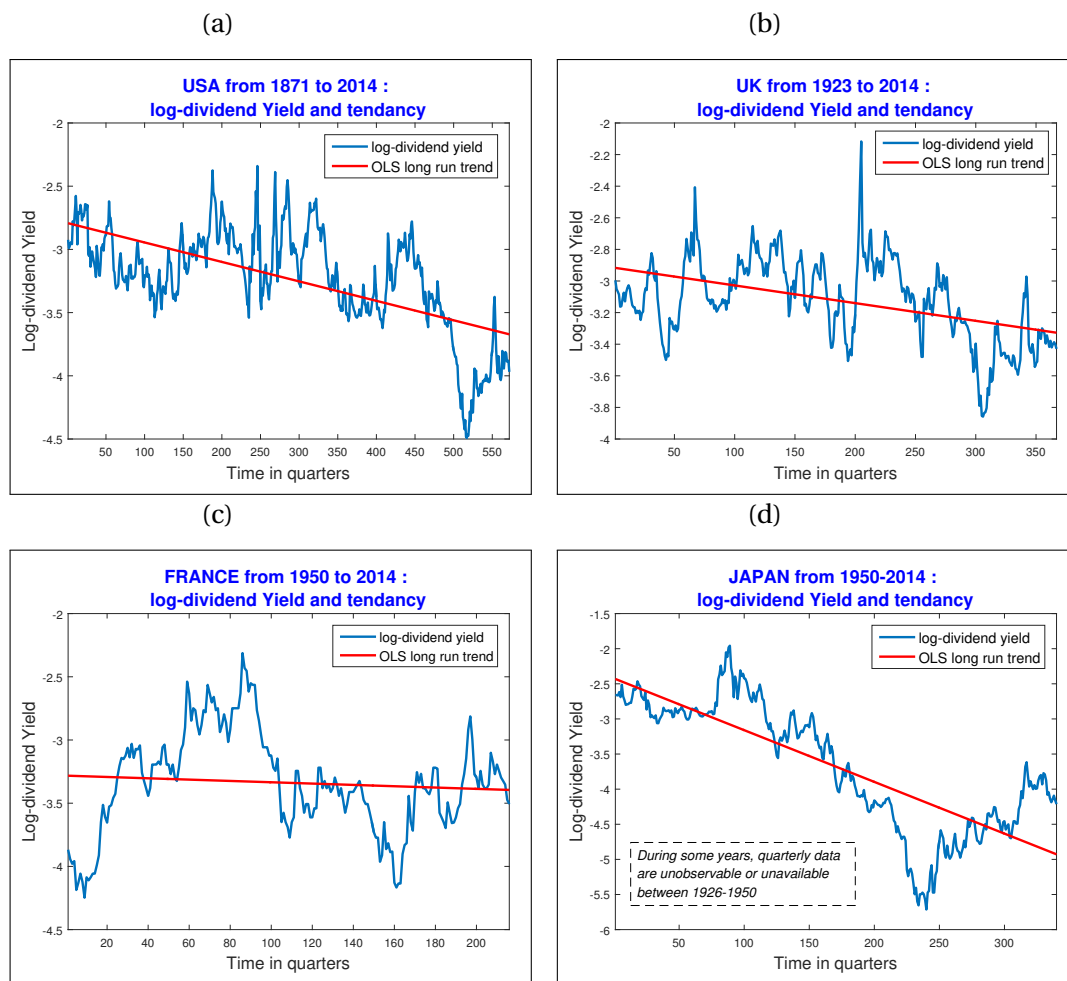 (a)
USA from 1871 to 2014 :
log-dividend Yield and tendancy
log-dividend yield
OLS long run trend
-2
-2.5
-3
-3.5
-4
-4.5
Log-dividend Yield
50 100 150 200 250 300 350 400 450 500 550
Time in quarters
(b)
UK from 1923 to 2014 :
log-dividend Yield and tendancy
log-dividend yield
OLS long run trend
-2
-2.2
-2.4
-2.6
-2.8
-3
-3.2
-3.4
-3.6
-3.8
-4
Log-dividend Yield
50 100 150 200 250 300 350
Time in quarters
(c)
FRANCE from 1950 to 2014 :
log-dividend Yield and tendancy
log-dividend yield
OLS long run trend
-2
-2.5
-3
-3.5
-4
-4.5
Log-dividend Yield
20 40 60 80 100 120 140 160 180 200
Time in quarters
(d)
JAPAN from 1950-2014 :
log-dividend Yield and tendancy
log-dividend yield
OLS long run trend
-1.5
-2
-2.5
-3
-3.5
-4
-4.5
-5
-5.5
-6
Log-dividend Yield
During some years, quarterly data
are unobservable or unavailable
between 1926-1950
50 100 150 200 250 300
Time in quarters